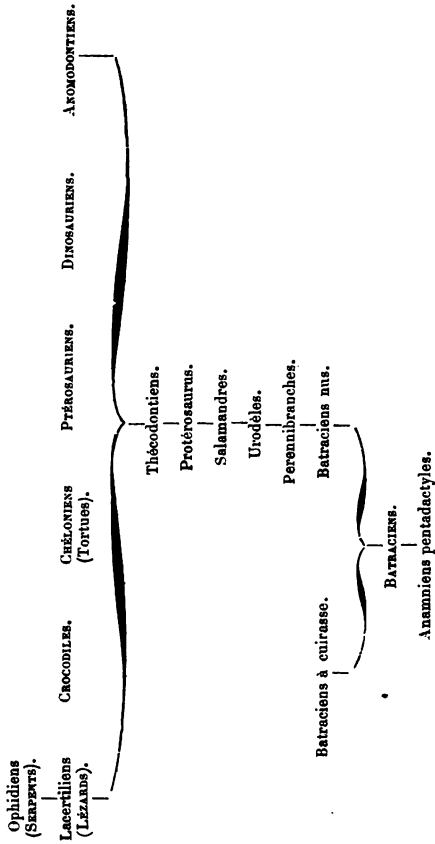 Ophidiens
(SERPENTS).
Lacertiliens
(LÉZARDS).
CROCODILES.
CHÉLONIENS
(Tortues).
PTÉROSAURIENS.
DINOSAURIENS.
ANOMODONTIENS.
Thécodontiens.
Protérosaurus.
Salamandres.
Urodèles.
Perennibranches.
Batraciens nus.
Batraciens à cuirasse.
BATRACIENS.
Anamniens pentadactyles.